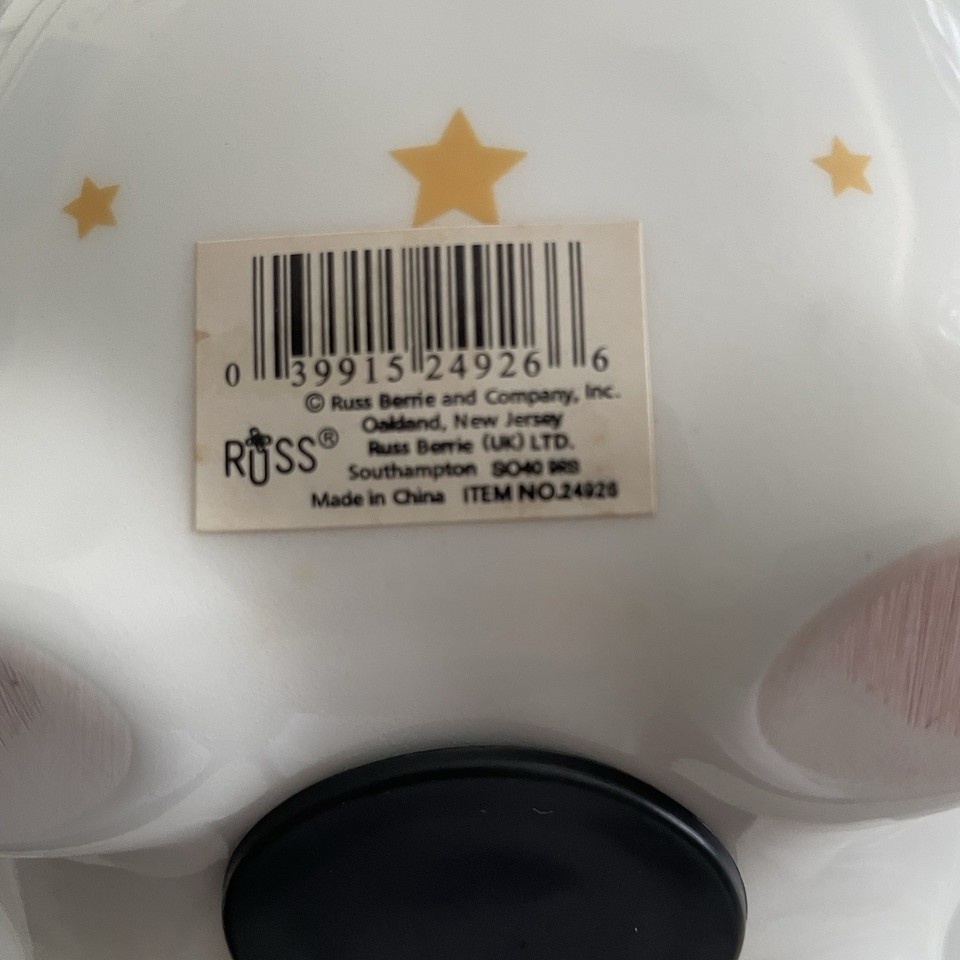 0 39915 24926 6
© Russ Berrie and Company, Inc.
Oakland, New Jersey
RUSS® Russ Berrie (UK) LTD.
Southampton SO40
Made in China ITEM NO.24926